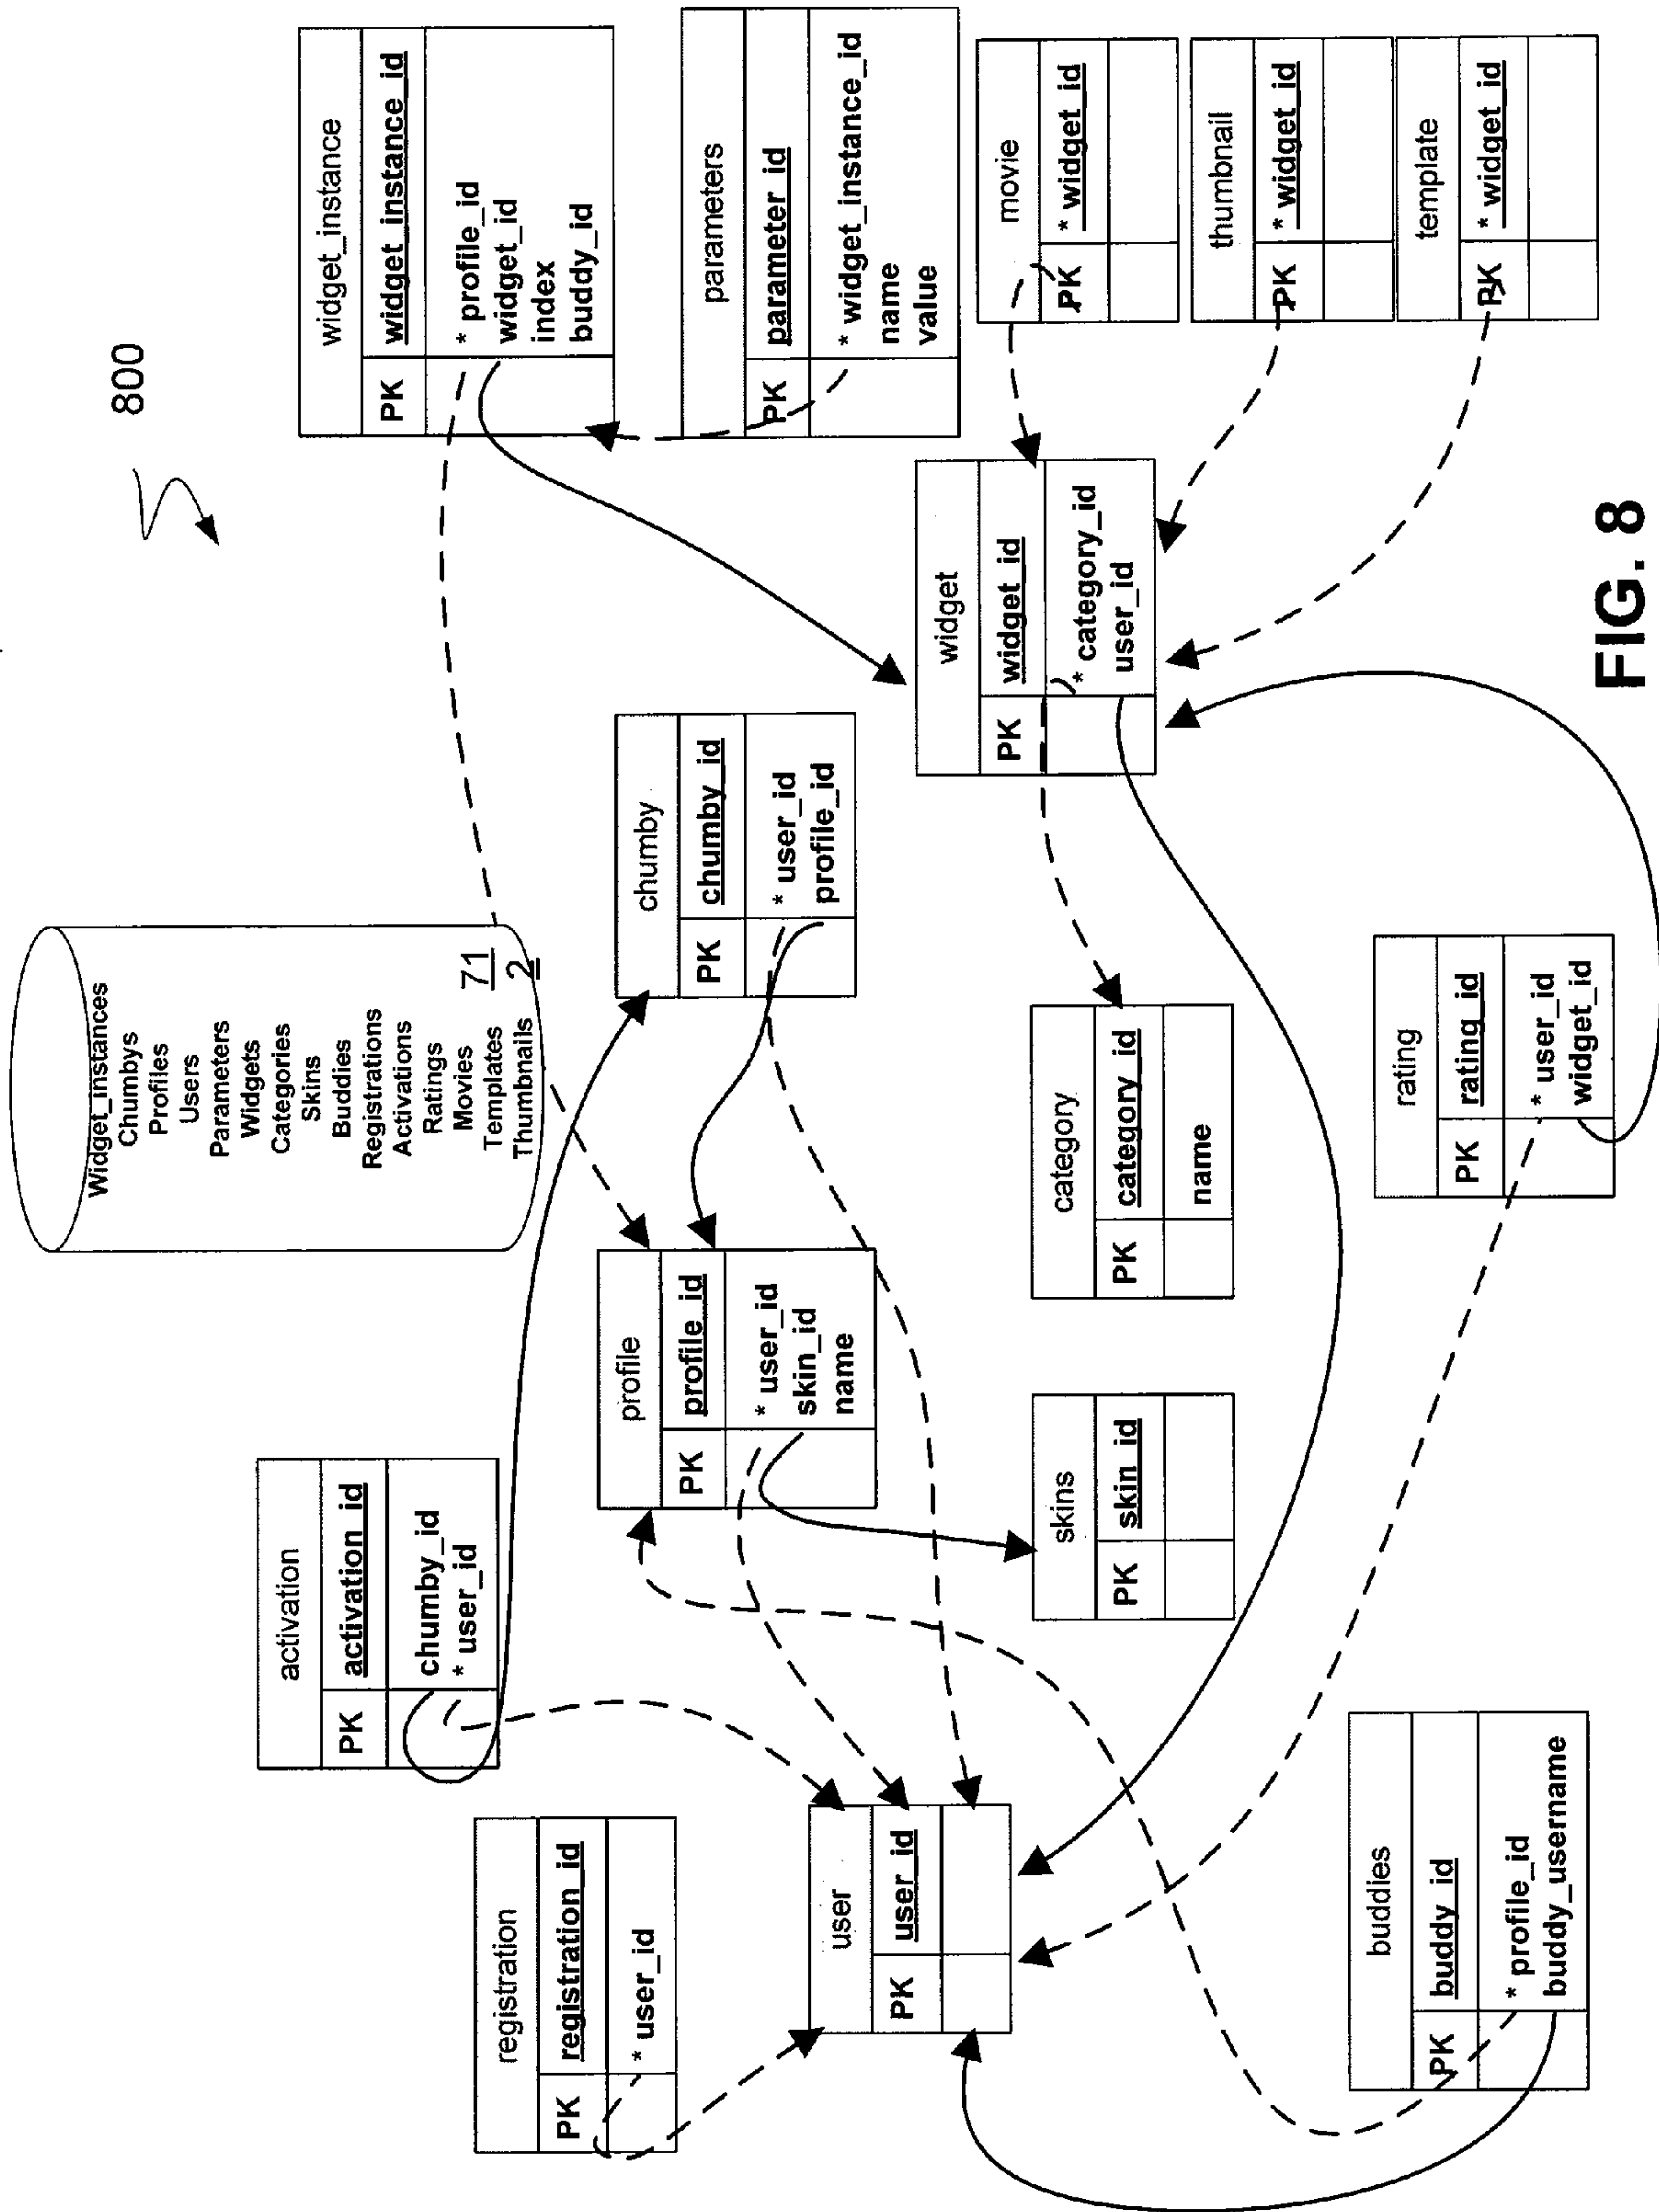 800
Widget_instances
Chumbys
Profiles
Users
Parameters
Widgets
Categories
Skins
Buddies
Registrations
Activations
Ratings
Movies
Templates
Thumbnails
71
2
registration
PK registration_id
* user_id
activation
PK activation_id
chumby_id
* user_id
widget_instance
PK widget_instance_id
* profile_id
widget_id
index
buddy_id
user
PK user_id
profile
PK profile_id
* user_id
skin_id
name
chumby
PK chumby_id
* user_id
profile_id
parameters
PK parameter_id
* widget_instance_id
name
value
skins
PK skin_id
category
PK category_id
name
widget
PK widget_id
* category_id
user_id
movie
PK * widget_id
thumbnail
PK * widget_id
template
PK * widget_id
buddies
PK buddy_id
* profile_id
buddy_username
rating
PK rating_id
* user_id
widget_id
FIG. 8